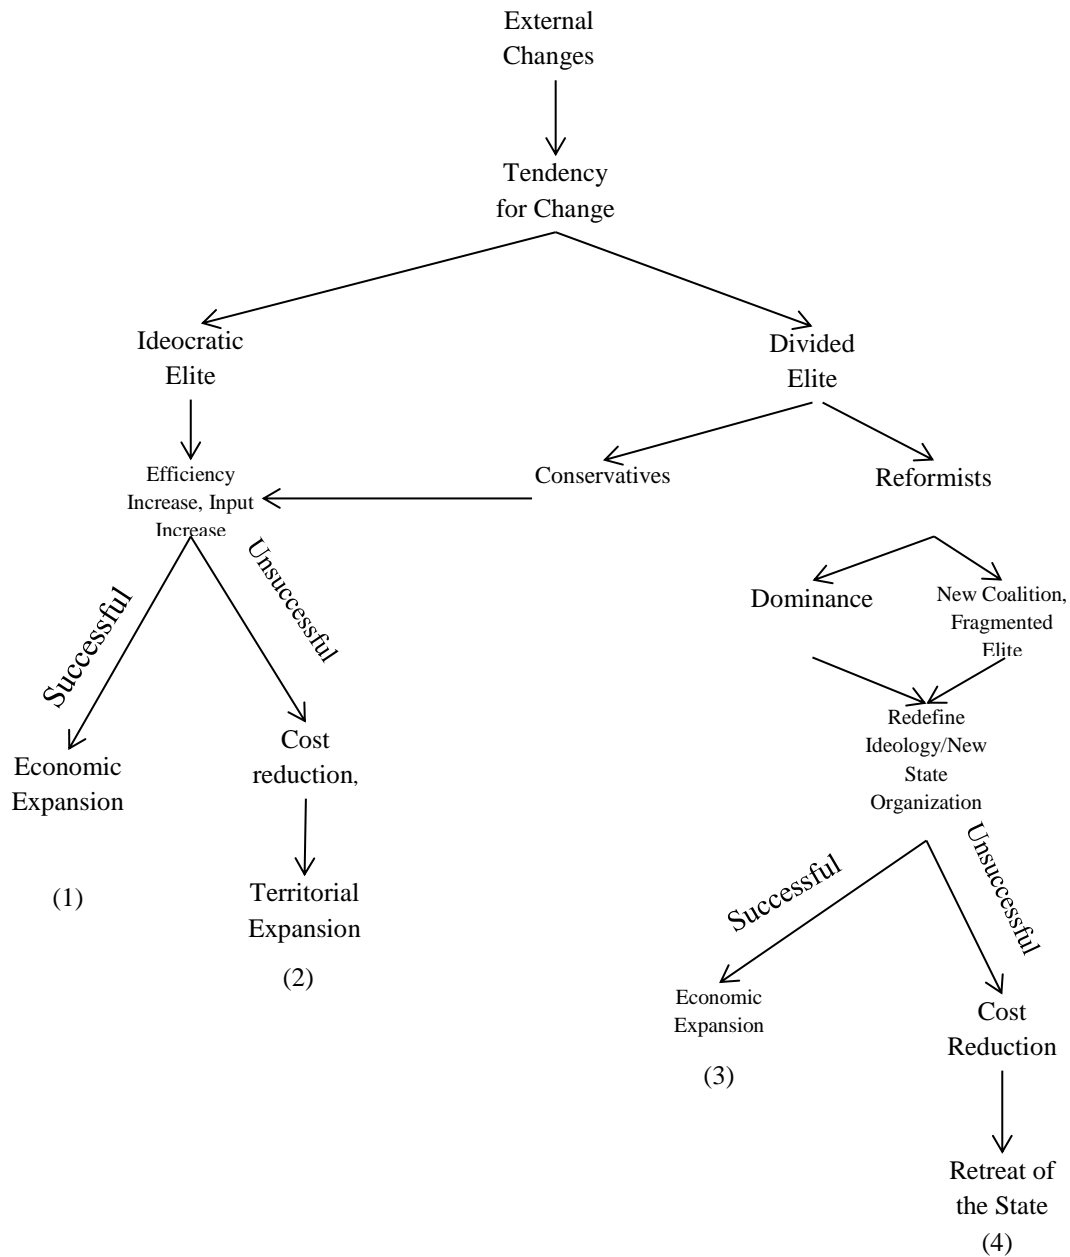 External
Changes
Tendency
for Change
Ideocratic
Elite
Divided
Elite
Efficiency
Increase, Input
Increase
Conservatives
Reformists
Successful
Unsuccessful
Dominance
New Coalition,
Fragmented
Elite
Redefine
Ideology/New
State
Organization
Economic
Expansion
(1)
Cost
reduction,
Territorial
Expansion
(2)
Successful
Unsuccessful
Economic
Expansion
(3)
Cost
Reduction
Retreat of
the State
(4)